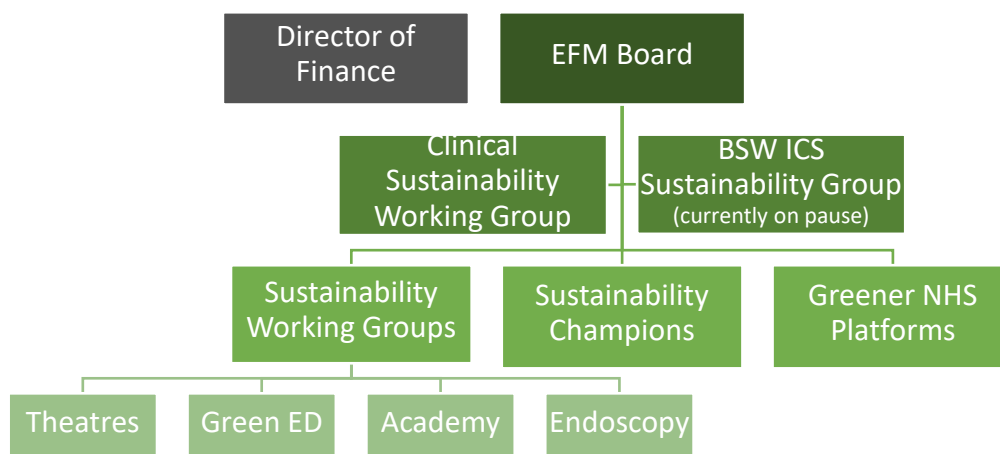 Director of
Finance
EFM Board
Clinical
Sustainability
Working Group
BSW ICS
Sustainability Group
(currently on pause)
Sustainability
Working Groups
Sustainability
Champions
Greener NHS
Platforms
Theatres
Green ED
Academy
Endoscopy